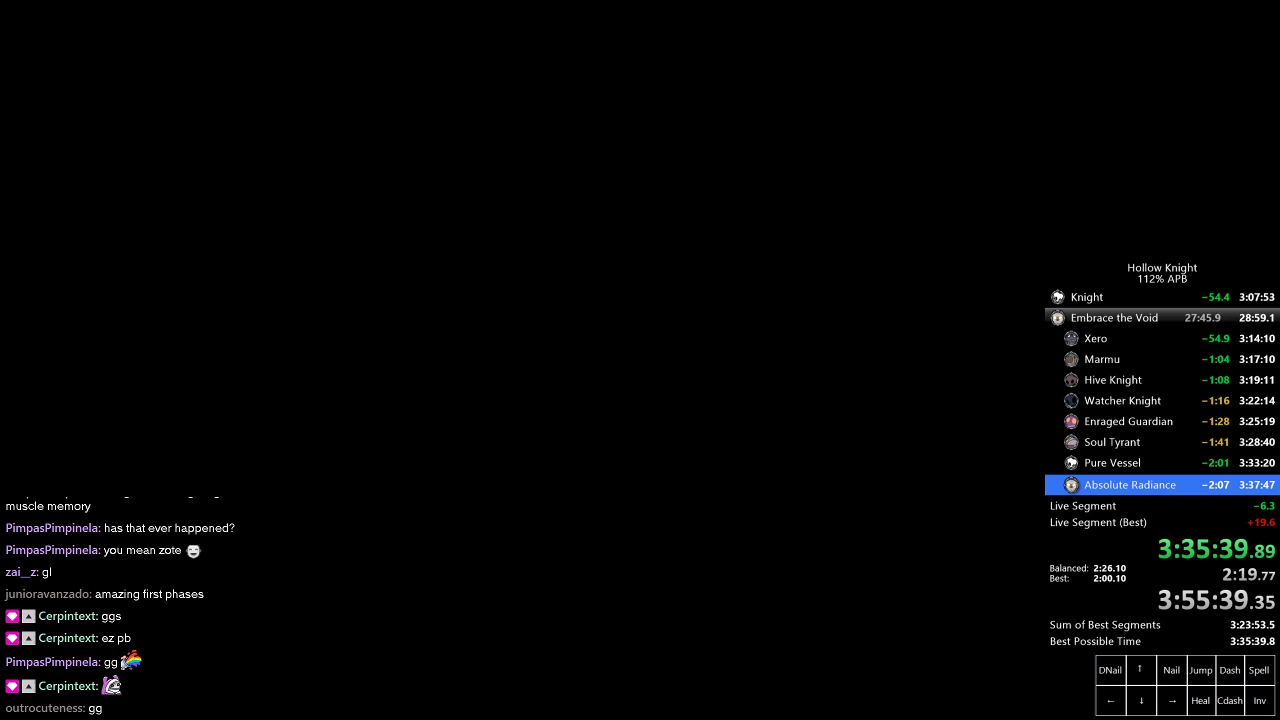 muscle memory
PimpasPimpinela: has that ever happened?
PimpasPimpinela: you mean zote
zai__z: gl
junioravanzado: amazing first phases
Cerpintext: ggs
Cerpintext: ez pb
PimpasPimpinela: gg
Cerpintext:
outrocuteness: gg
Hollow Knight
112% APB
Knight −54.4 3:07:53
Embrace the Void 27:45.9 28:59.1
Xero −54.9 3:14:10
Marmu −1:04 3:17:10
Hive Knight −1:08 3:19:11
Watcher Knight −1:16 3:22:14
Enraged Guardian −1:28 3:25:19
Soul Tyrant −1:41 3:28:40
Pure Vessel −2:01 3:33:20
Absolute Radiance −2:07 3:37:47
Live Segment −6.3
Live Segment (Best) +19.6
3:35:39.89
Balanced: 2:26.10
Best: 2:00.10
2:19.77
3:55:39.35
Sum of Best Segments 3:23:53.5
Best Possible Time 3:35:39.8
DNail ↑ Nail Jump Dash Spell
← ↓ → Heal Cdash Inv